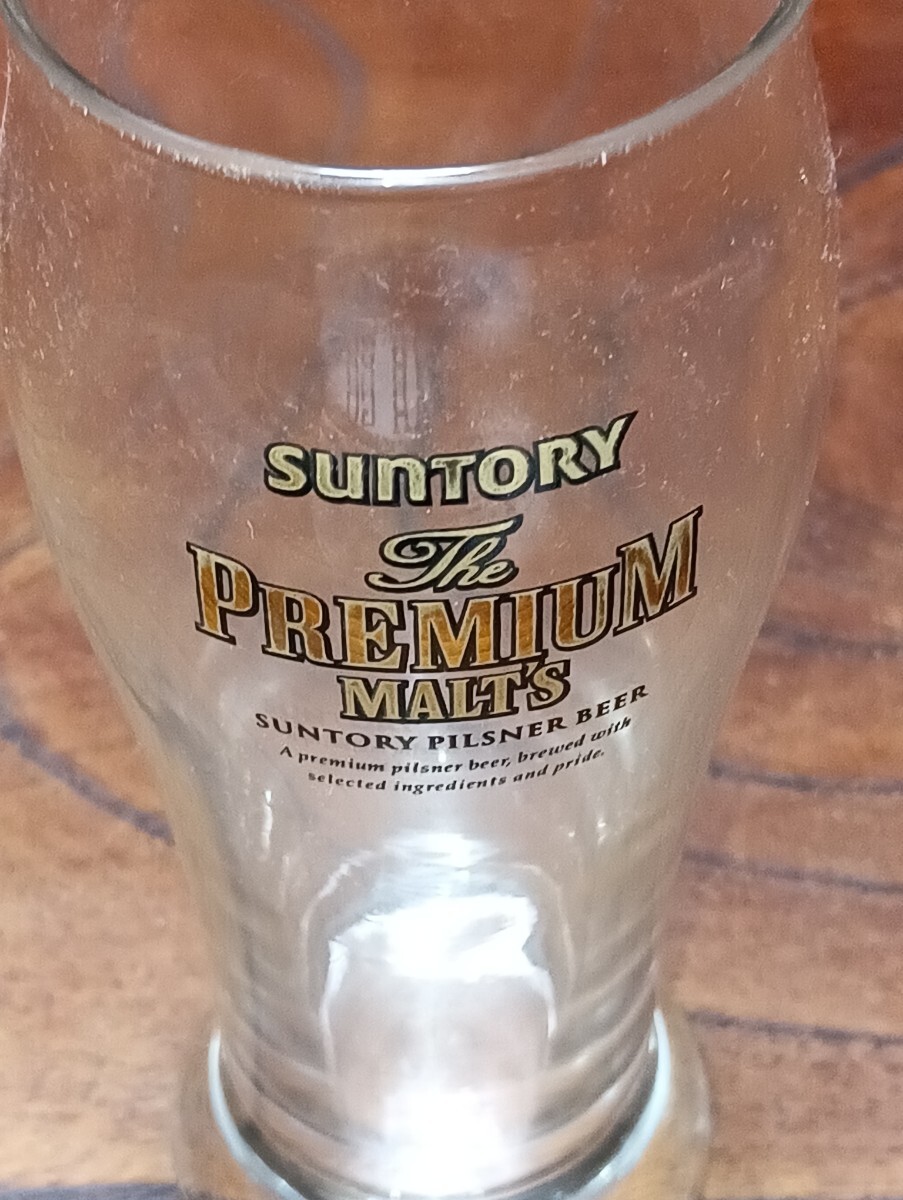 SUNTORY
The
PREMIUM
MALT'S
SUNTORY PILSNER BEER
A premium pilsner beer, brewed with
selected ingredients and pride.